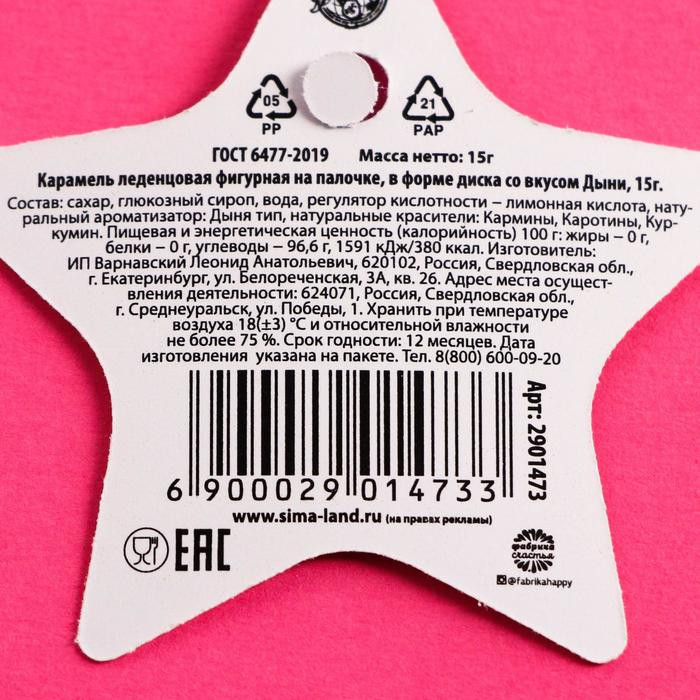 05 21
PP PAP
ГОСТ 6477-2019 Масса нетто: 15г
Карамель леденцовая фигурная на палочке, в форме диска со вкусом Дыни, 15г.
Состав: сахар, глюкозный сироп, вода, регулятор кислотности – лимонная кислота, нату-
ральный ароматизатор: Дыня тип, натуральные красители: Кармины, Каротины, Кур-
кумин. Пищевая и энергетическая ценность (калорийность) 100 г: жиры – 0 г,
белки – 0 г, углеводы – 96,6 г, 1591 кДж/380 ккал. Изготовитель:
ИП Варнавский Леонид Анатольевич, 620102, Россия, Свердловская обл.,
г. Екатеринбург, ул. Белореченская, 3А, кв. 26. Адрес места осущест-
вления деятельности: 624071, Россия, Свердловская обл.,
г. Среднеуральск, ул. Победы, 1. Хранить при температуре
воздуха 18(±3) °С и относительной влажности
не более 75 %. Срок годности: 12 месяцев. Дата
изготовления указана на пакете. Тел. 8(800) 600-09-20
Арт: 2901473
6 900029 014733
www.sima-land.ru (на правах рекламы)
EAC
фабрика
счастья
@fabrikahappy